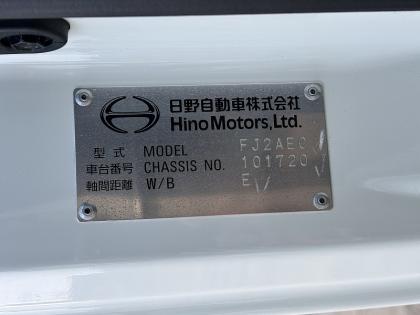 日野自動車株式会社
Hino Motors, Ltd.
型式 MODEL FJ2AEC
車台番号 CHASSIS NO. 101720
軸間距離 W/B E